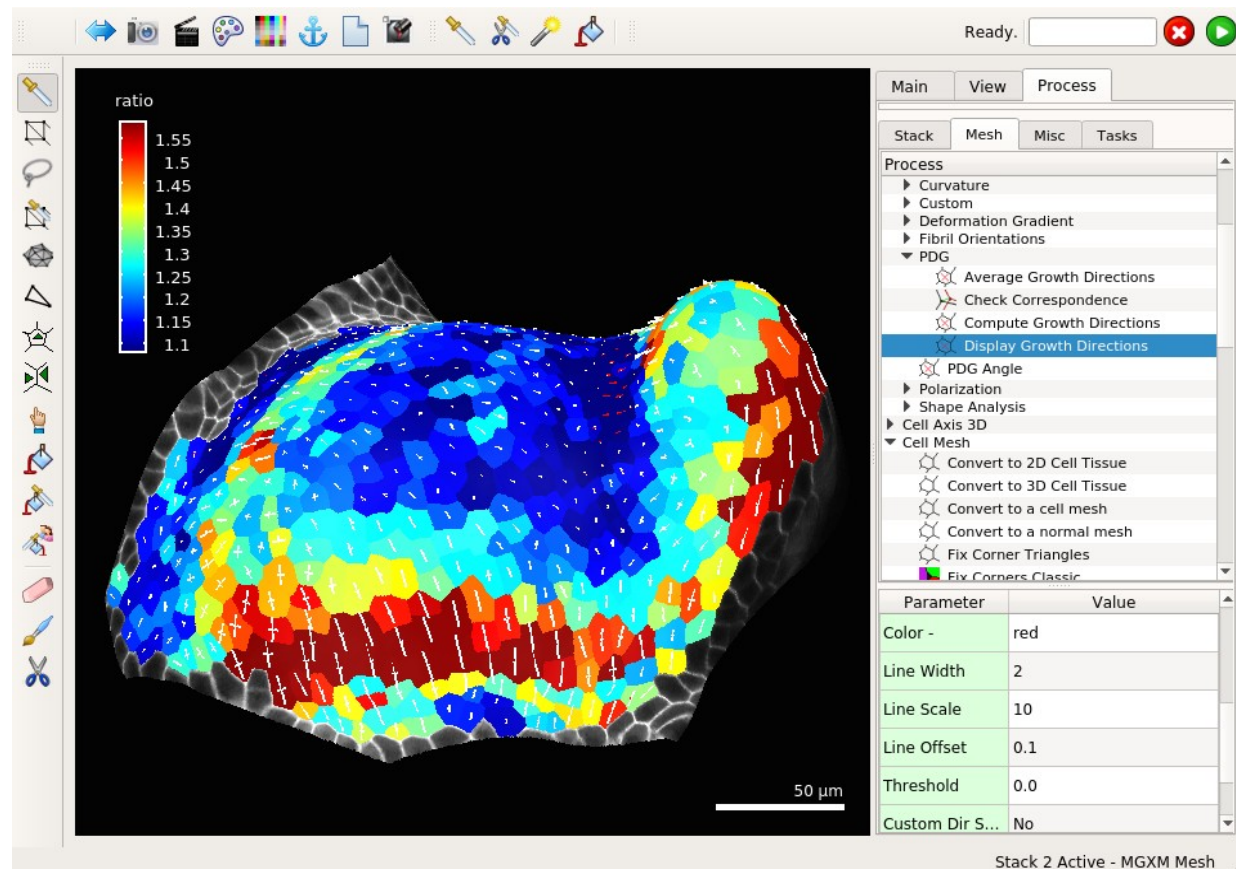 Ready.
Main View Process
ratio
1.55
1.5
1.45
1.4
1.35
1.3
1.25
1.2
1.15
1.1
50 µm
Stack Mesh Misc Tasks
Process
Curvature
Custom
Deformation Gradient
Fibril Orientations
PDG
Average Growth Directions
Check Correspondence
Compute Growth Directions
Display Growth Directions
PDG Angle
Polarization
Shape Analysis
Cell Axis 3D
Cell Mesh
Convert to 2D Cell Tissue
Convert to 3D Cell Tissue
Convert to a cell mesh
Convert to a normal mesh
Fix Corner Triangles
Fix Corners Classic
Parameter Value
Color - red
Line Width 2
Line Scale 10
Line Offset 0.1
Threshold 0.0
Custom Dir S... No
Stack 2 Active - MGXM Mesh